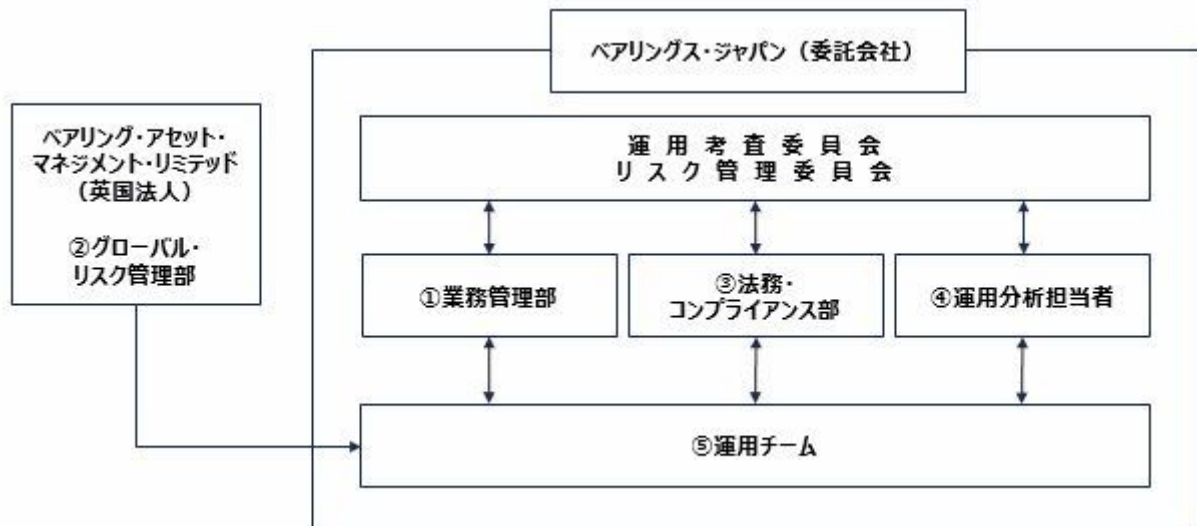 ベアリングス・ジャパン（委託会社）
ベアリング・アセット・
マネジメント・リミテッド
（英国法人）
②グローバル・
リスク管理部
運用考査委員会
リスク管理委員会
①業務管理部
③法務・
コンプライアンス部
④運用分析担当者
⑤運用チーム